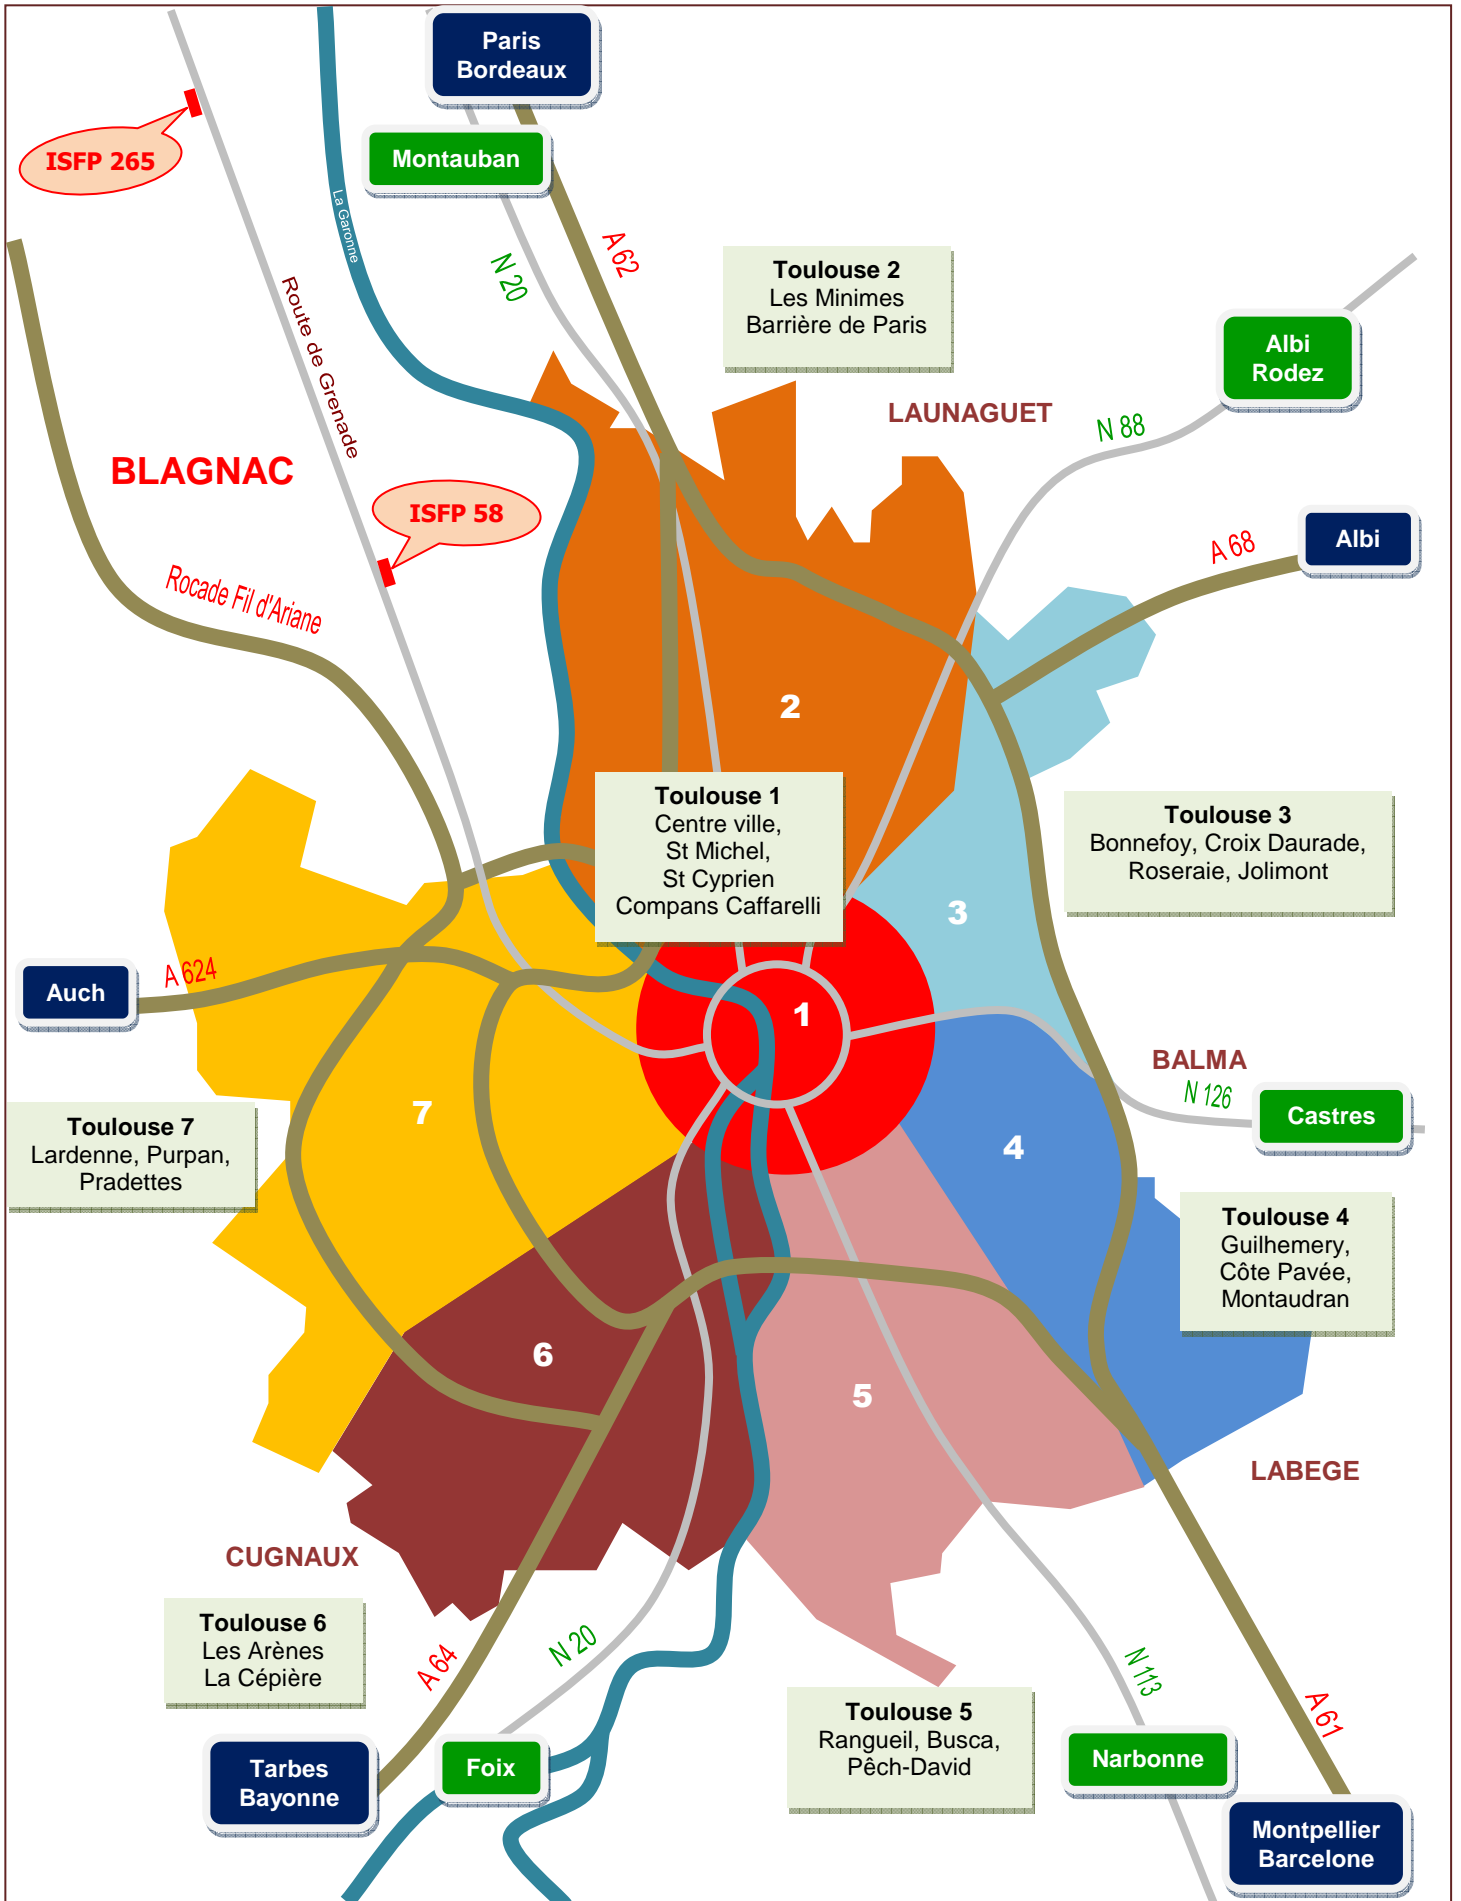 Paris
Bordeaux
ISFP 265
Montauban
La Garonne
A 62
N 20
Toulouse 2
Les Minimes
Barrière de Paris
Route de Grenade
Albi
Rodez
LAUNAGUET
N 88
BLAGNAC
ISFP 58
Albi
A 68
Rocade Fil d'Ariane
2
Toulouse 1
Centre ville,
St Michel,
St Cyprien
Compans Caffarelli
Toulouse 3
Bonnefoy, Croix Daurade,
Roseraie, Jolimont
3
A 624
Auch
1
BALMA
N 126
Castres
7
Toulouse 7
Lardenne, Purpan,
Pradettes
4
Toulouse 4
Guilhemery,
Côte Pavée,
Montaudran
6
5
LABEGE
CUGNAUX
Toulouse 6
Les Arènes
La Cépière
A 64
N 20
N 113
Toulouse 5
Rangueil, Busca,
Pêch-David
A 61
Tarbes
Bayonne
Foix
Narbonne
Montpellier
Barcelone